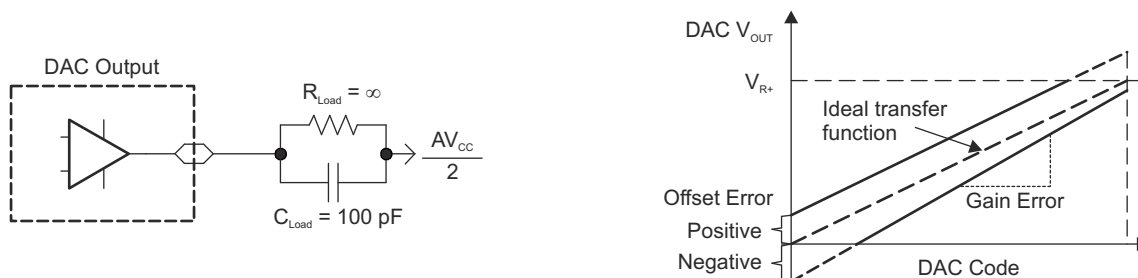 DAC Output
R_Load = ∞
C_Load = 100 pF
AV_CC
2
DAC V_OUT
V_R+
Ideal transfer
function
Offset Error
Positive
Negative
Gain Error
DAC Code